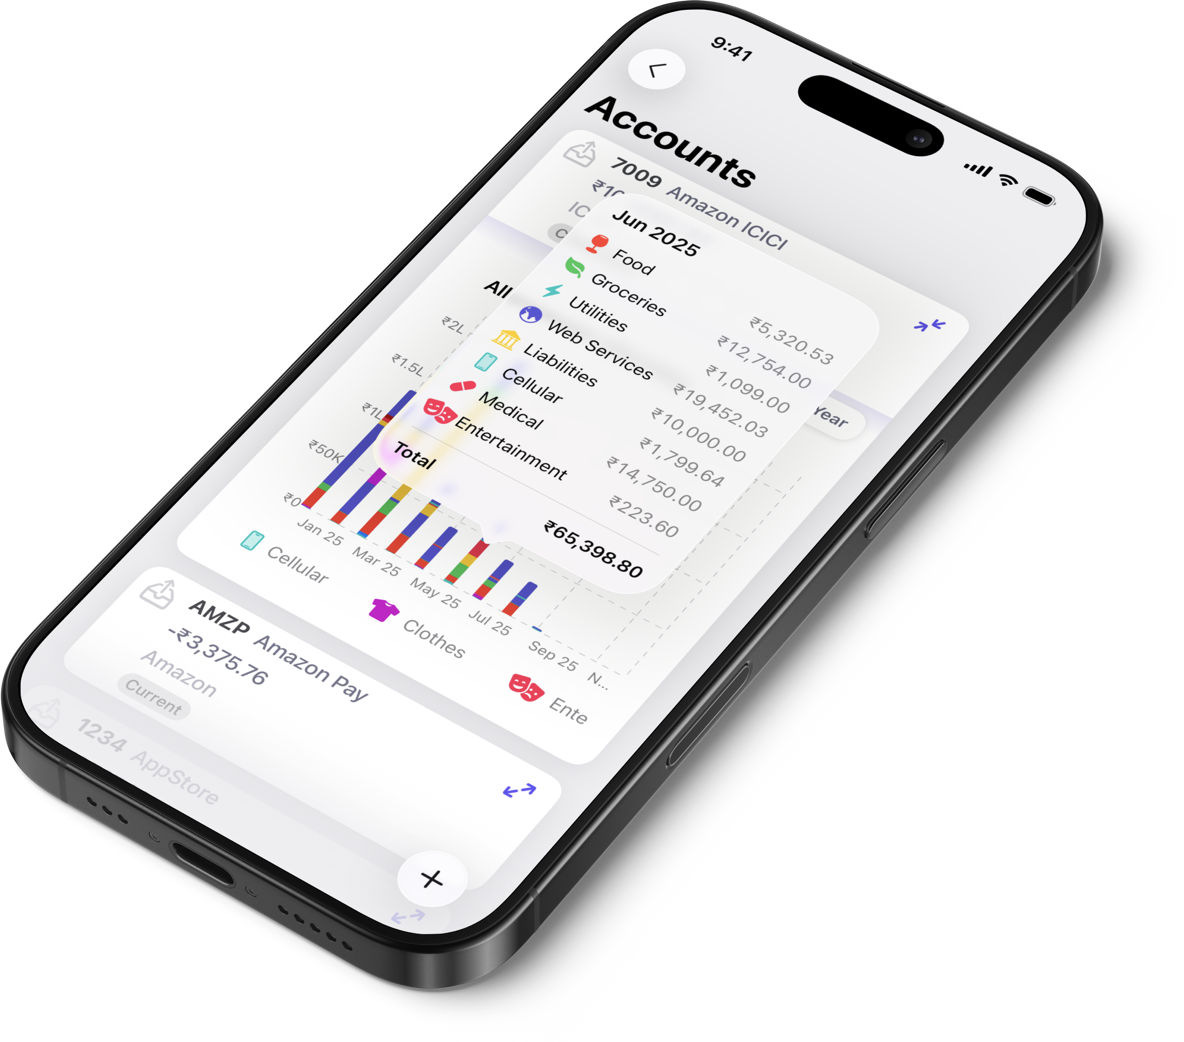 9:41
Accounts
7009 Amazon ICICI
Jun 2025
Food ₹5,320.53
Groceries ₹12,754.00
Utilities ₹1,099.00
Web Services ₹19,452.03
Liabilities ₹10,000.00
Cellular ₹1,799.64
Medical ₹14,750.00
Entertainment ₹223.60
Total ₹65,398.80
All
Year
₹2L
₹1.5L
₹1L
₹50K
₹0
Jan 25 Mar 25 May 25 Jul 25 Sep 25 N...
Cellular Clothes Ente
AMZP Amazon Pay
-₹3,375.76
Amazon
Current
1234 AppStore